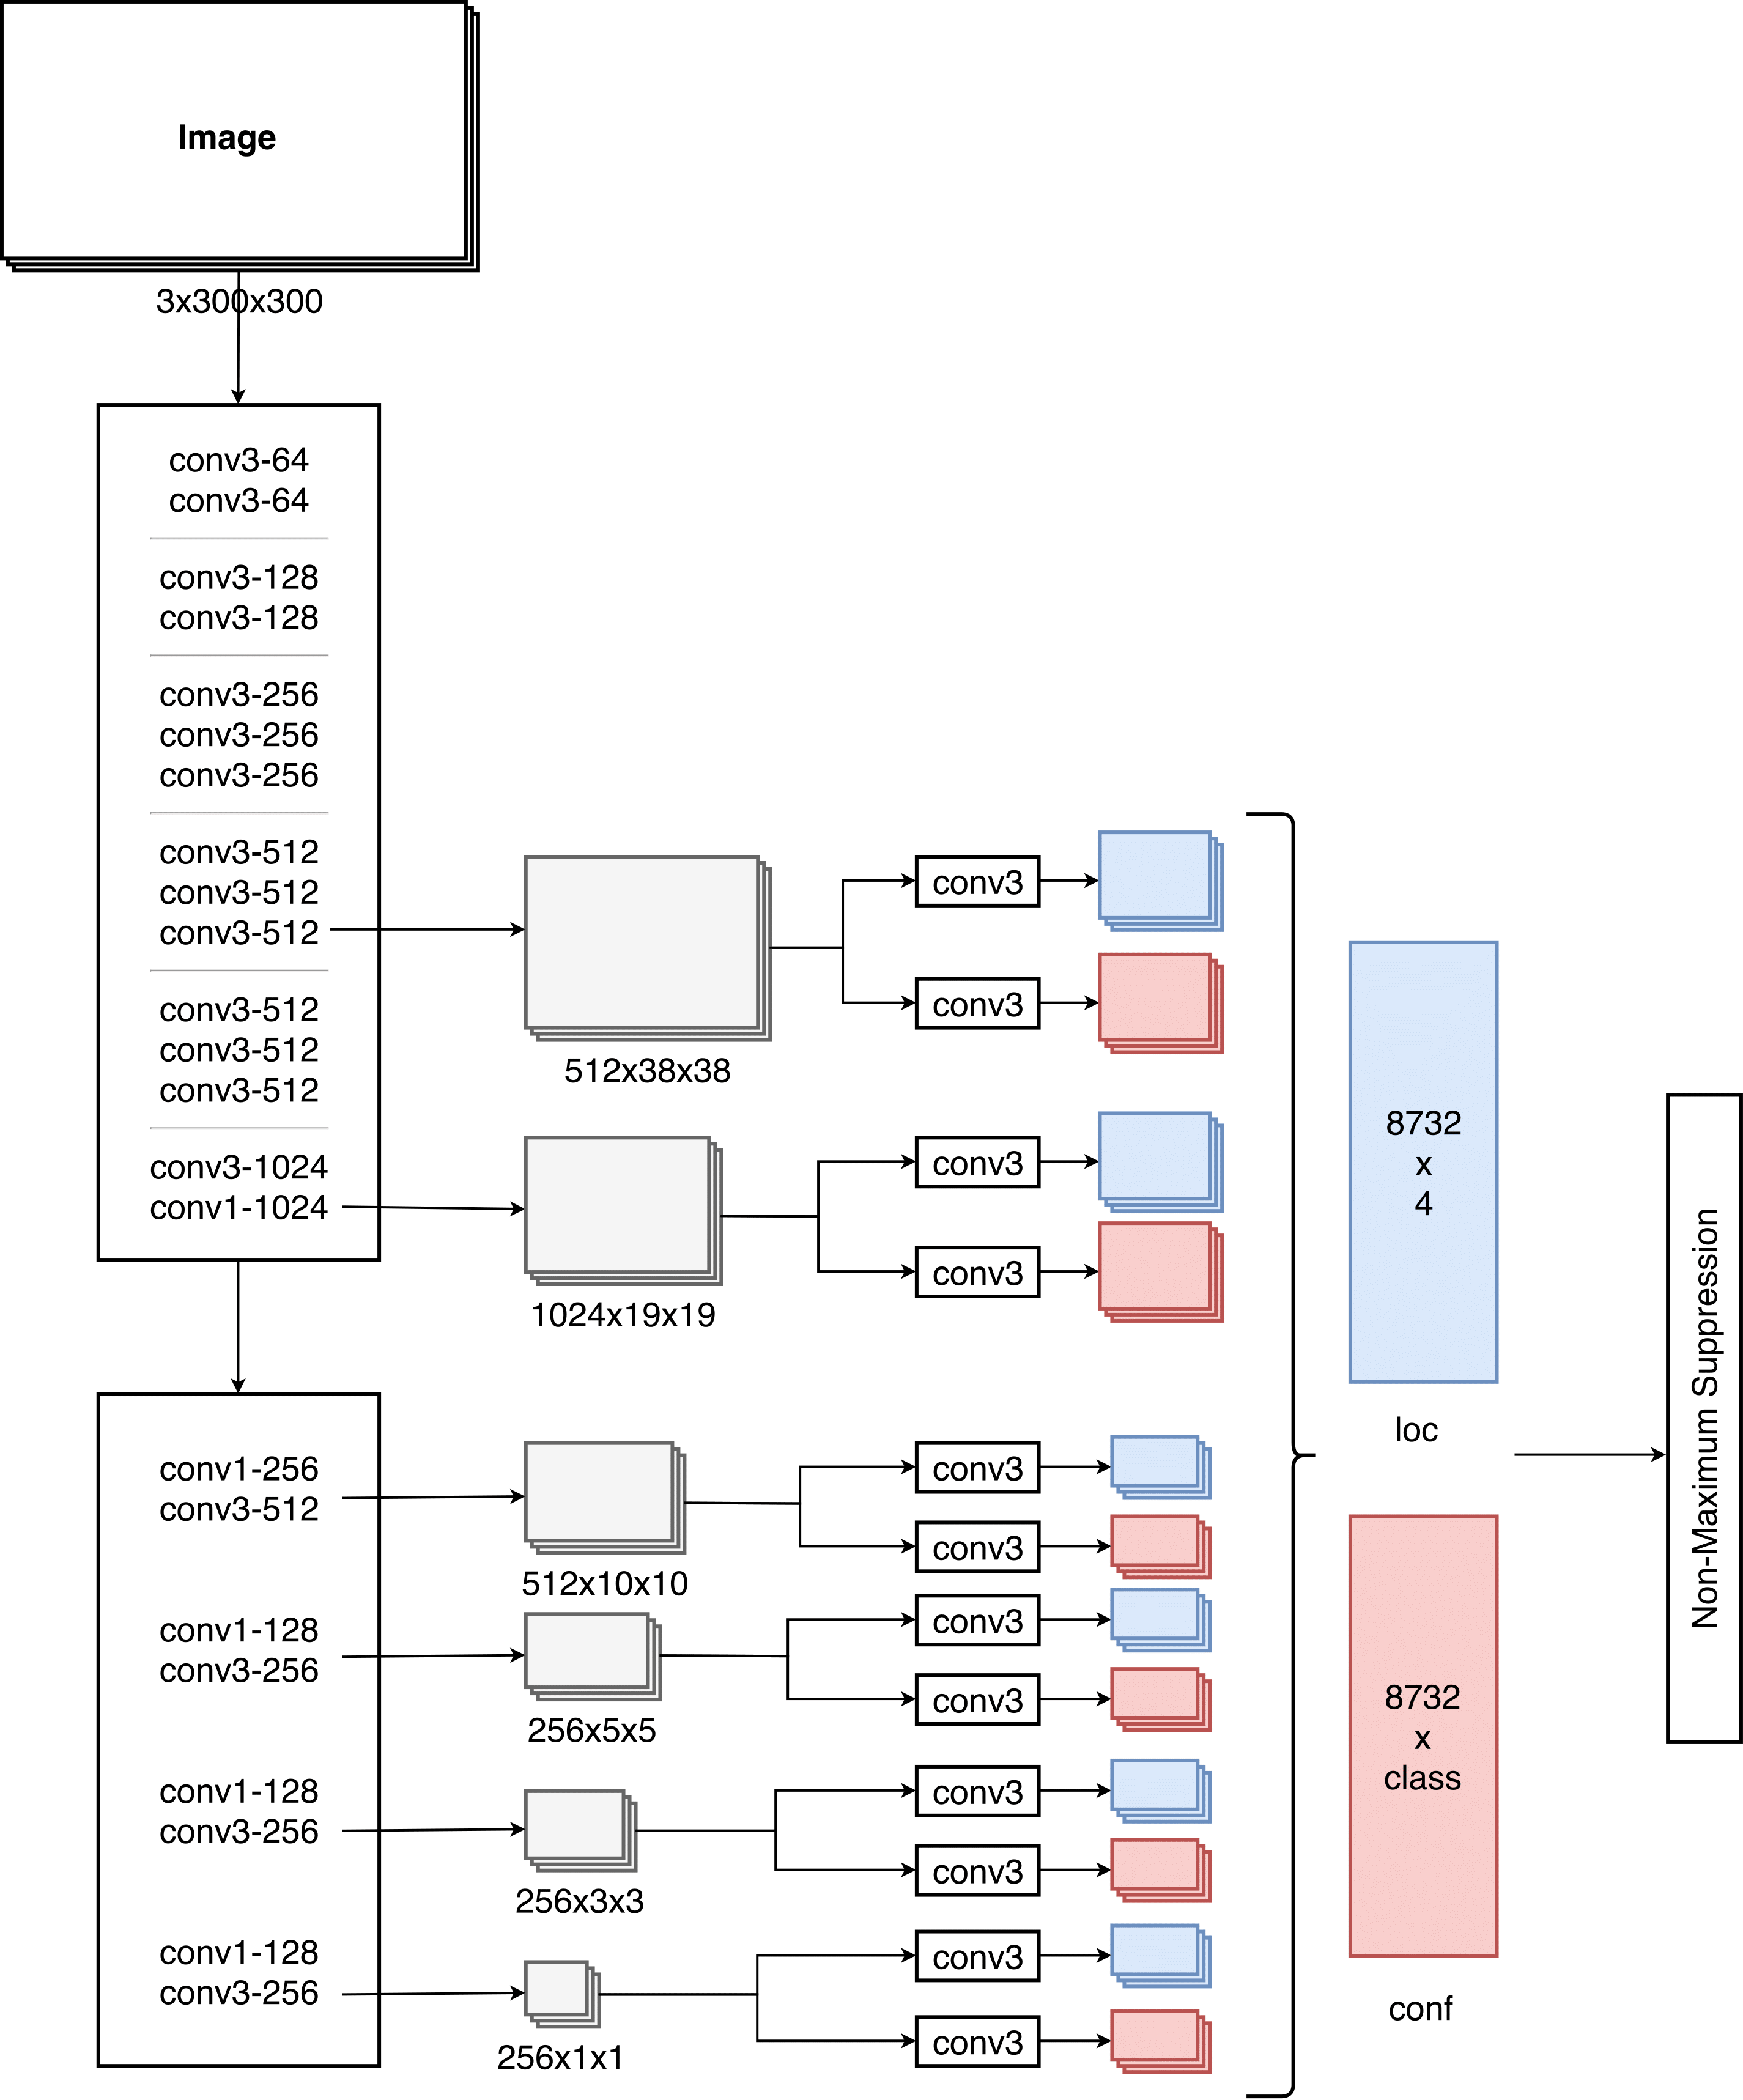 Image
3x300x300
conv3-64
conv3-64
conv3-128
conv3-128
conv3-256
conv3-256
conv3-256
conv3-512
conv3-512
conv3-512
conv3-512
conv3-512
conv3-512
conv3-1024
conv1-1024
512x38x38
conv3
conv3
1024x19x19
conv3
conv3
conv1-256
conv3-512
512x10x10
conv3
conv3
conv1-128
conv3-256
256x5x5
conv3
conv3
conv1-128
conv3-256
256x3x3
conv3
conv3
conv1-128
conv3-256
256x1x1
conv3
conv3
8732
x
4
loc
8732
x
class
conf
Non-Maximum Suppression